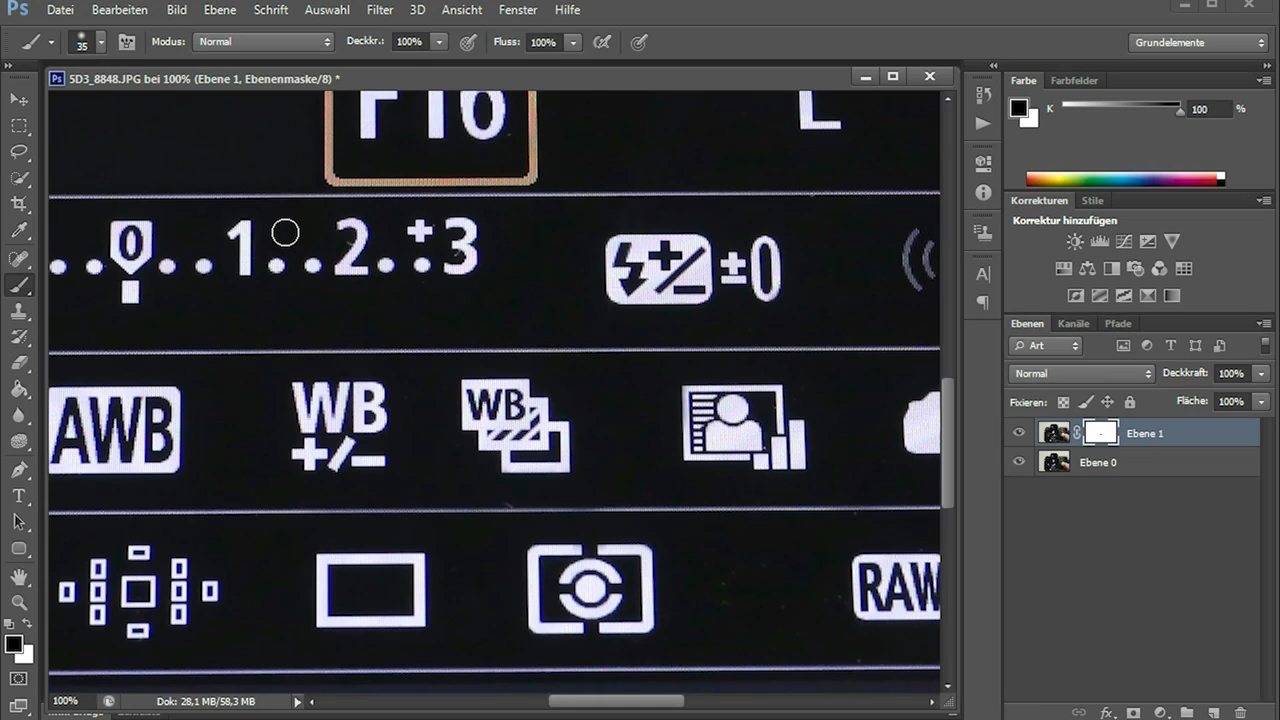 Ps Datei Bearbeiten Bild Ebene Schrift Auswahl Filter 3D Ansicht Fenster Hilfe
35 Modus: Normal Deckkr.: 100% Fluss: 100% Grundelemente
5D3_8848.JPG bei 100% (Ebene 1, Ebenenmaske/8) *
F16 L
..0..1..2..+3 ±0
AWB WB +/- WB
RAW
100% Dok: 28,1 MB/58,3 MB
Farbe Farbfelder
K 100 %
Korrekturen Stile
Korrektur hinzufügen
Ebenen Kanäle Pfade
Art
Normal Deckkraft: 100%
Fixieren: Fläche: 100%
Ebene 1
Ebene 0